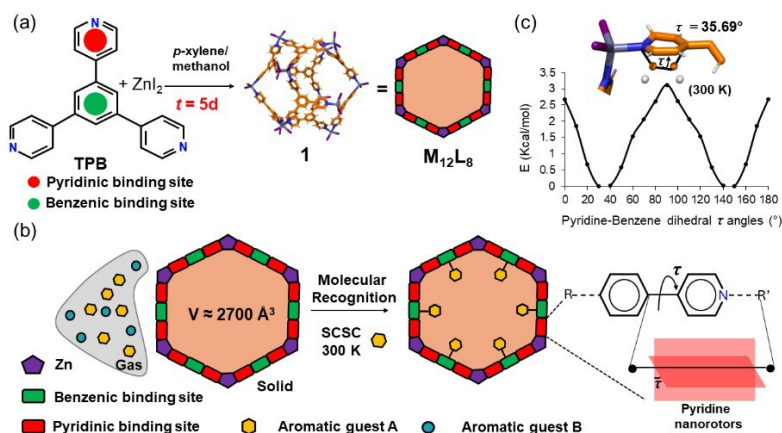 (a)
N
N
N
TPB
Pyridinic binding site
Benzenic binding site
+ ZnI₂
p-xylene/
methanol
t = 5d
1
=
M₁₂L₈
(c)
τ = 35.69°
τ
(300 K)
E (Kcal/mol)
3.5
3
2.5
2
1.5
1
0.5
0
0 20 40 60 80 100 120 140 160 180
Pyridine-Benzene dihedral τ angles (°)
(b)
Gas
V ≈ 2700 Å³
Solid
Molecular
Recognition
SCSC
300 K
R
τ
N
R'
τ
Pyridine
nanorotors
Zn
Benzenic binding site
Pyridinic binding site
Aromatic guest A
Aromatic guest B